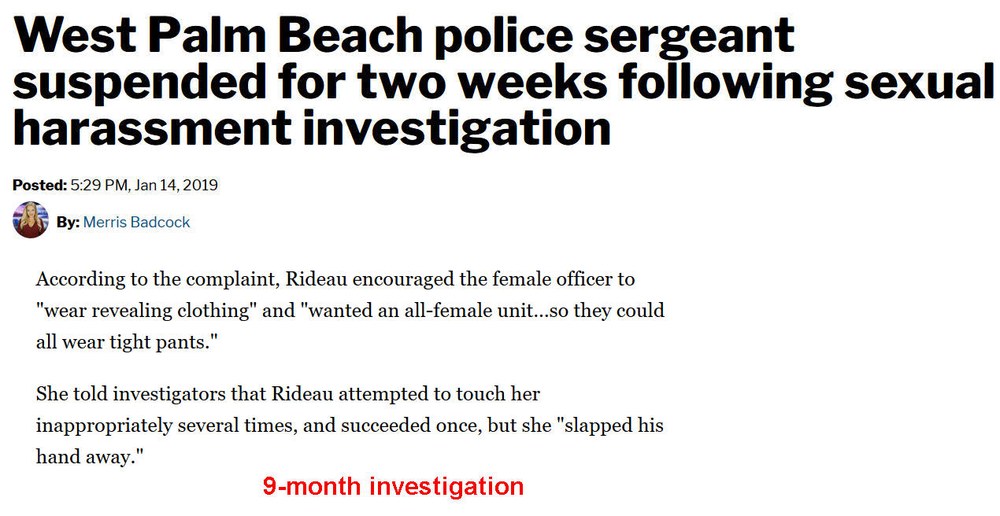 West Palm Beach police sergeant
suspended for two weeks following sexual
harassment investigation
Posted: 5:29 PM, Jan 14, 2019
By: Merris Badcock
According to the complaint, Rideau encouraged the female officer to
"wear revealing clothing" and "wanted an all-female unit...so they could
all wear tight pants."
She told investigators that Rideau attempted to touch her
inappropriately several times, and succeeded once, but she "slapped his
hand away."
9-month investigation